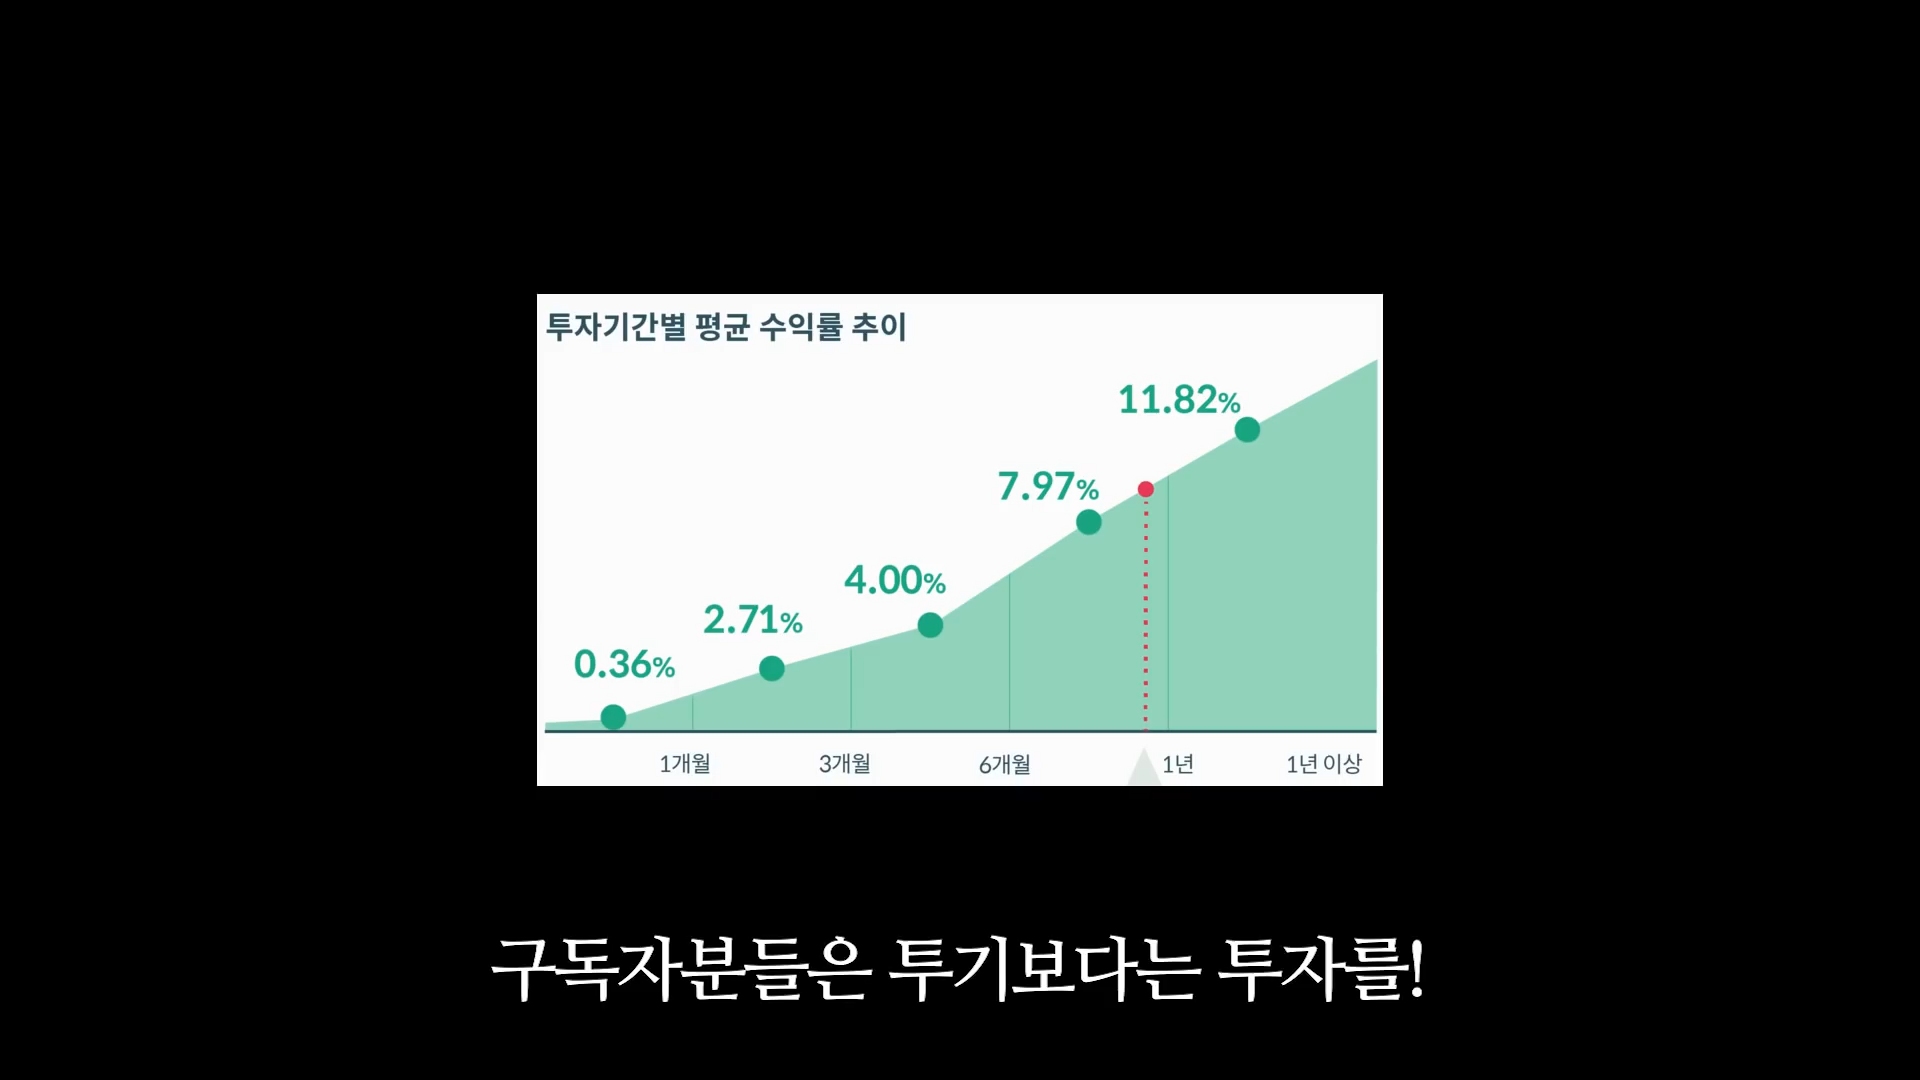 투자기간별 평균 수익률 추이
11.82%
7.97%
4.00%
2.71%
0.36%
1개월 3개월 6개월 1년 1년 이상
구독자분들은 투기보다는 투자를!